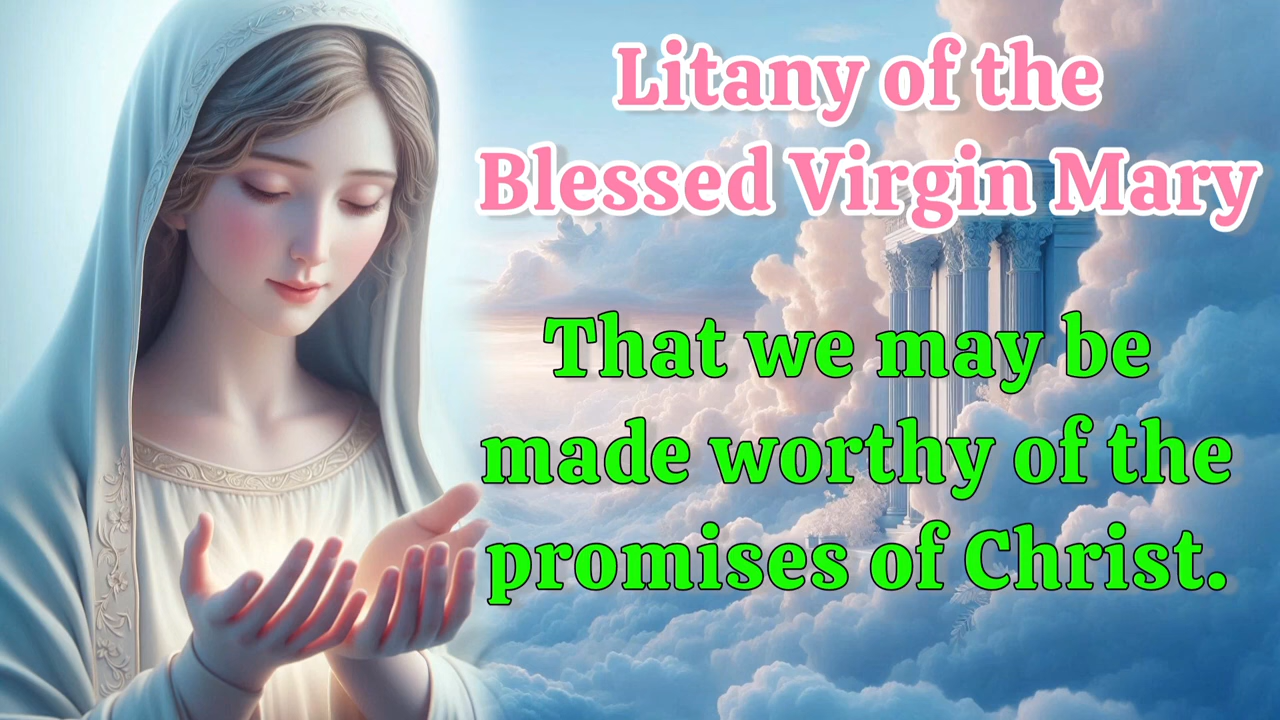 Litany of the
Blessed Virgin Mary
That we may be
made worthy of the
promises of Christ.